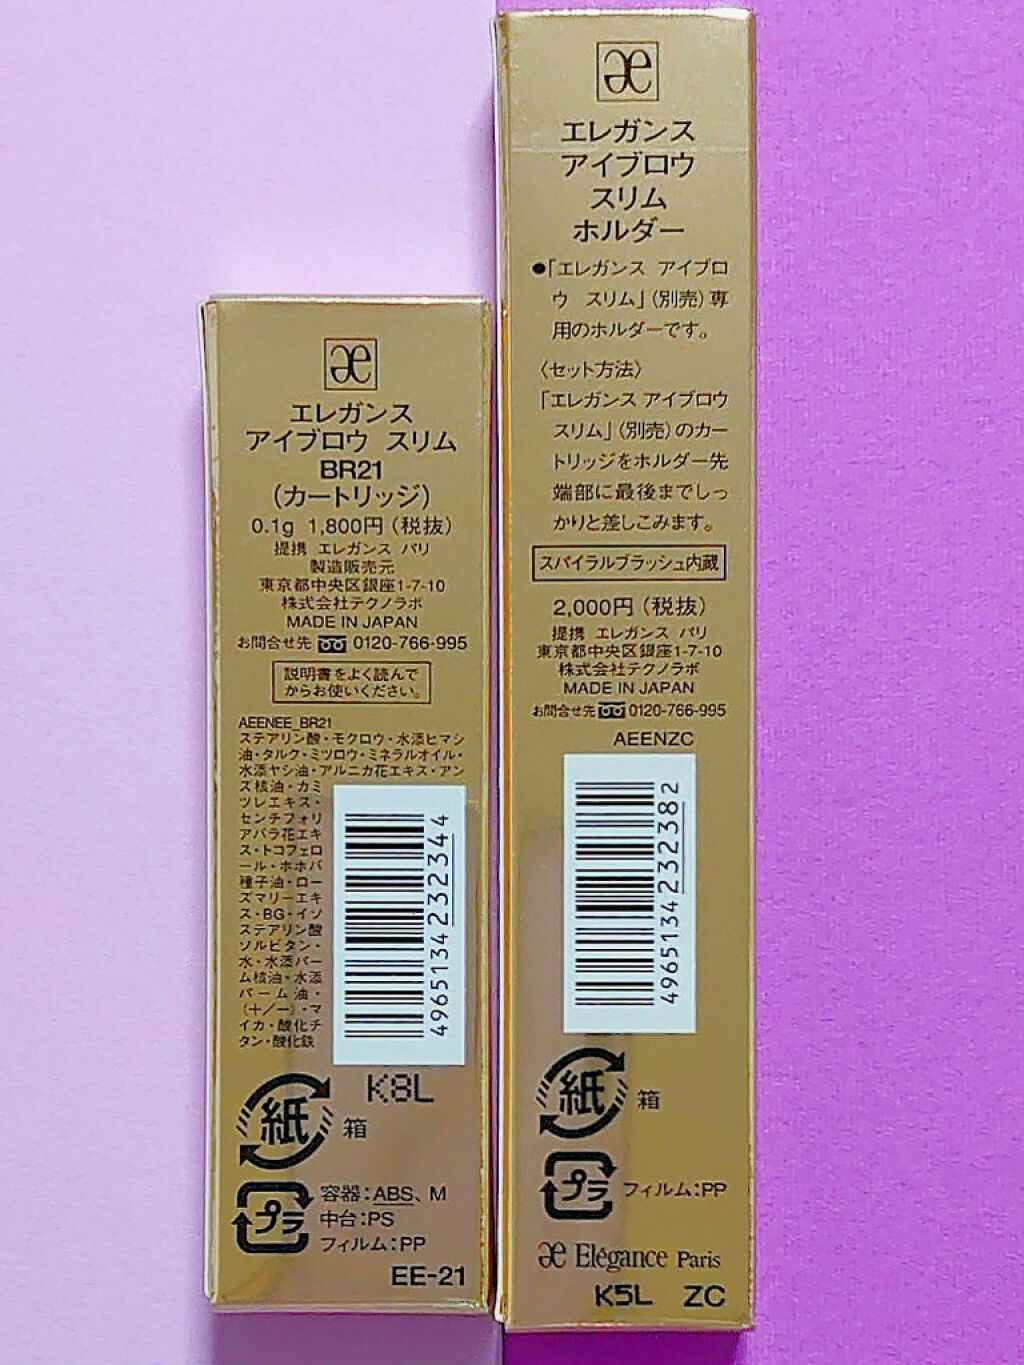 æ
エレガンス
アイブロウ スリム
BR21
（カートリッジ）
0.1g 1,800円（税抜）
提携 エレガンス パリ
製造販売元
東京都中央区銀座1-7-10
株式会社テクノラボ
MADE IN JAPAN
お問合せ先 0120-766-995
説明書をよく読んで
からお使いください。
AEENEE_BR21
ステアリン酸・モクロウ・水添ヒマシ
油・タルク・ミツロウ・ミネラルオイル・
水添ヤシ油・アルニカ花エキス・アン
ズ核油・カミ
ツレエキス・
センチフォリ
アバラ花エキ
ス・トコフェロ
ール・ホホバ
種子油・ロー
ズマリーエキ
ス・BG・イソ
ステアリン酸
ソルビタン・
水・水添パー
ム核油・水添
パーム油・
（＋／－）・マ
イカ・酸化チ
タン・酸化鉄
4965134232344
K8L
紙 箱
プラ
容器：ABS、M
中台：PS
フィルム：PP
EE-21
æ
エレガンス
アイブロウ
スリム
ホルダー
●「エレガンス アイブロ
ウ スリム」（別売）専
用のホルダーです。
〈セット方法〉
「エレガンス アイブロウ
スリム」（別売）のカー
トリッジをホルダー先
端部に最後までしっ
かりと差しこみます。
スパイラルブラッシュ内蔵
2,000円（税抜）
提携 エレガンス パリ
東京都中央区銀座1-7-10
株式会社テクノラボ
MADE IN JAPAN
お問合せ先 0120-766-995
AEENZC
4965134232382
紙 箱
プラ フィルム：PP
æ Elégance Paris
K5L ZC